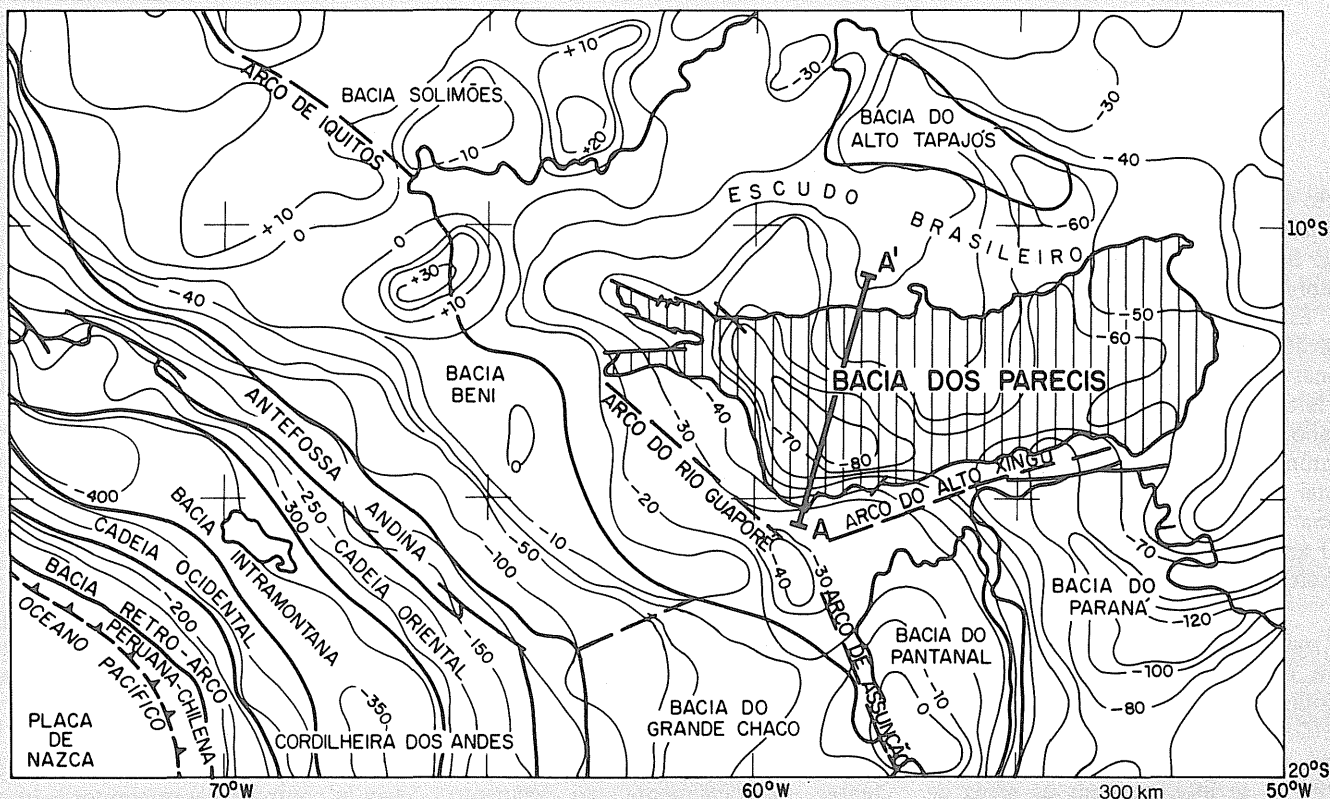 +10
-30
ARCO DE IQUITOS
BACIA SOLIMÕES
-30
BACIA DO
ALTO TAPAJÓS
-10
+20
-40
ESCUDO
BRASILEIRO
-60
+10
0
0
10°S
+30
+10
-40
A'
-50
-60
BACIA DOS PARECIS
BACIA
BENI
ARCO DO RIO GUAPORÉ
-40
30
-70
-80
0
ANTEFOSSA ANDINA
-20
ARCO DO ALTO XINGU
A
-400
BACIA
INTRAMONTANA
-250
300
CADEIA ORIENTAL
-100
-50
10
-40
30
ARCO DE ASSUNÇÃO
-70
BACIA DO
PARANÁ
-120
-100
-80
CADEIA OCIDENTAL
BACIA RETRO-ARCO
PERUANA-CHILENA
OCEANO PACÍFICO
-200
-150
BACIA DO
PANTANAL
-10
0
BACIA DO
GRANDE CHACO
-350
PLACA
DE
NAZCA
CORDILHEIRA DOS ANDES
20°S
70°W
60°W
300 km
50°W